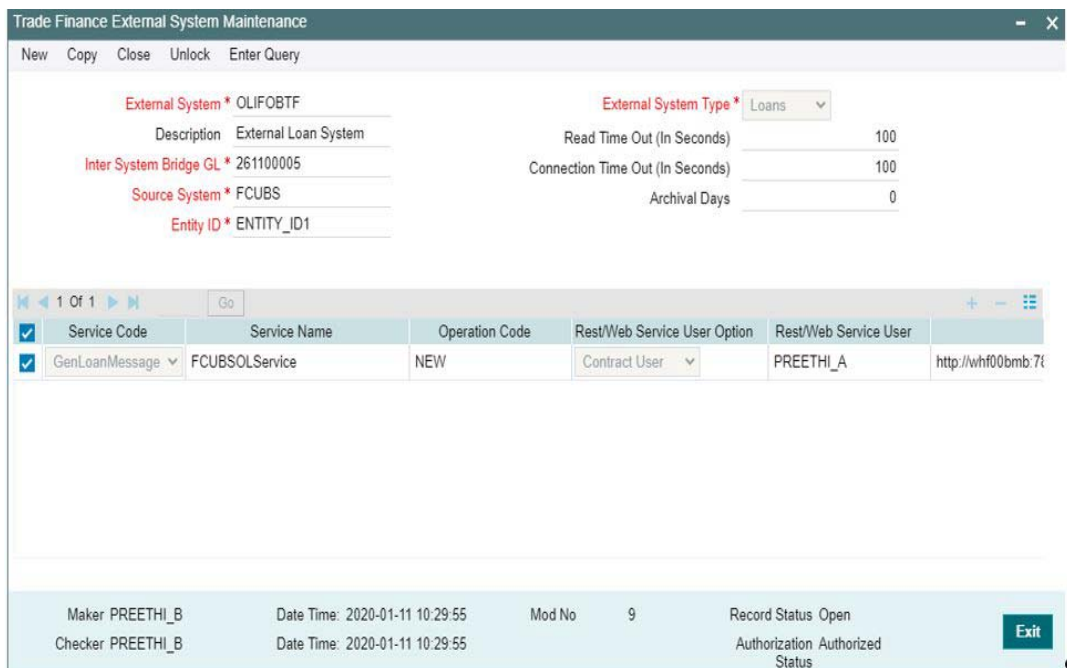 Trade Finance External System Maintenance
New Copy Close Unlock Enter Query
External System * OLIFOBTF External System Type * Loans
Description External Loan System Read Time Out (In Seconds) 100
Inter System Bridge GL * 261100005 Connection Time Out (In Seconds) 100
Source System * FCUBS Archival Days 0
Entity ID * ENTITY_ID1
1 Of 1 Go
Service Code Service Name Operation Code Rest/Web Service User Option Rest/Web Service User
GenLoanMessage FCUBSOLService NEW Contract User PREETHI_A http://whf00bmb:78
Maker PREETHI_B Date Time: 2020-01-11 10:29:55 Mod No 9 Record Status Open
Checker PREETHI_B Date Time: 2020-01-11 10:29:55 Authorization Authorized
Status
Exit